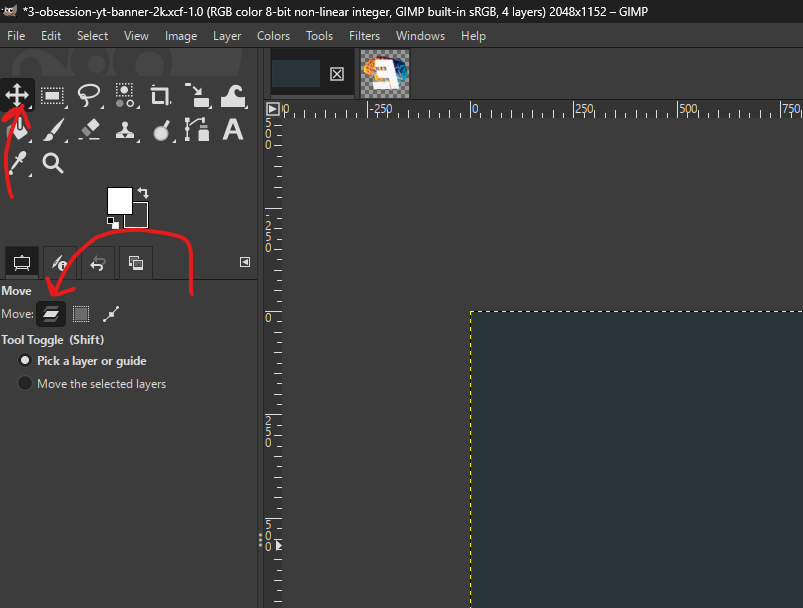 *3-obsession-yt-banner-2k.xcf-1.0 (RGB color 8-bit non-linear integer, GIMP built-in sRGB, 4 layers) 2048x1152 – GIMP
File Edit Select View Image Layer Colors Tools Filters Windows Help
0 -250 0 250 500 750
500
-250
0
250
500
A
Move
Move:
Tool Toggle (Shift)
Pick a layer or guide
Move the selected layers